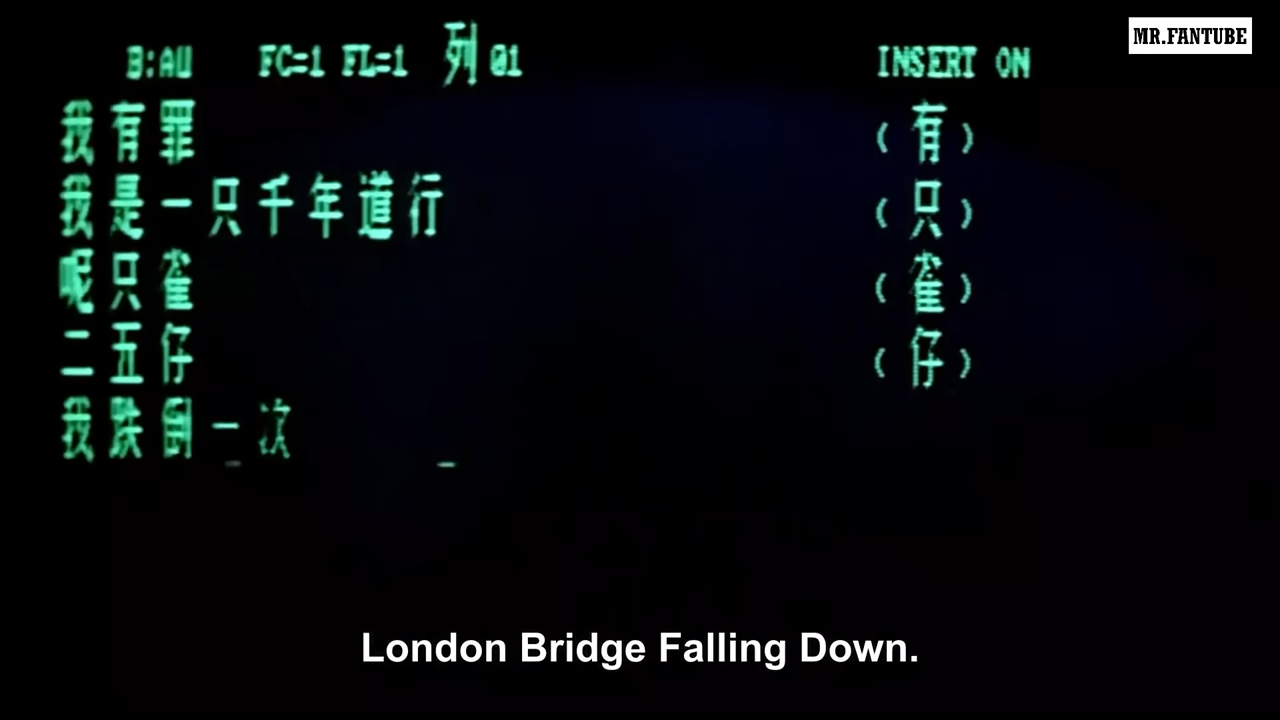 MR.FANTUBE
B:AU FC=1 FL=1 列01 INSERT ON
我有罪 (有)
我是一只千年道行 (只)
呢只雀 (雀)
二五仔 (仔)
我跌倒一次
London Bridge Falling Down.